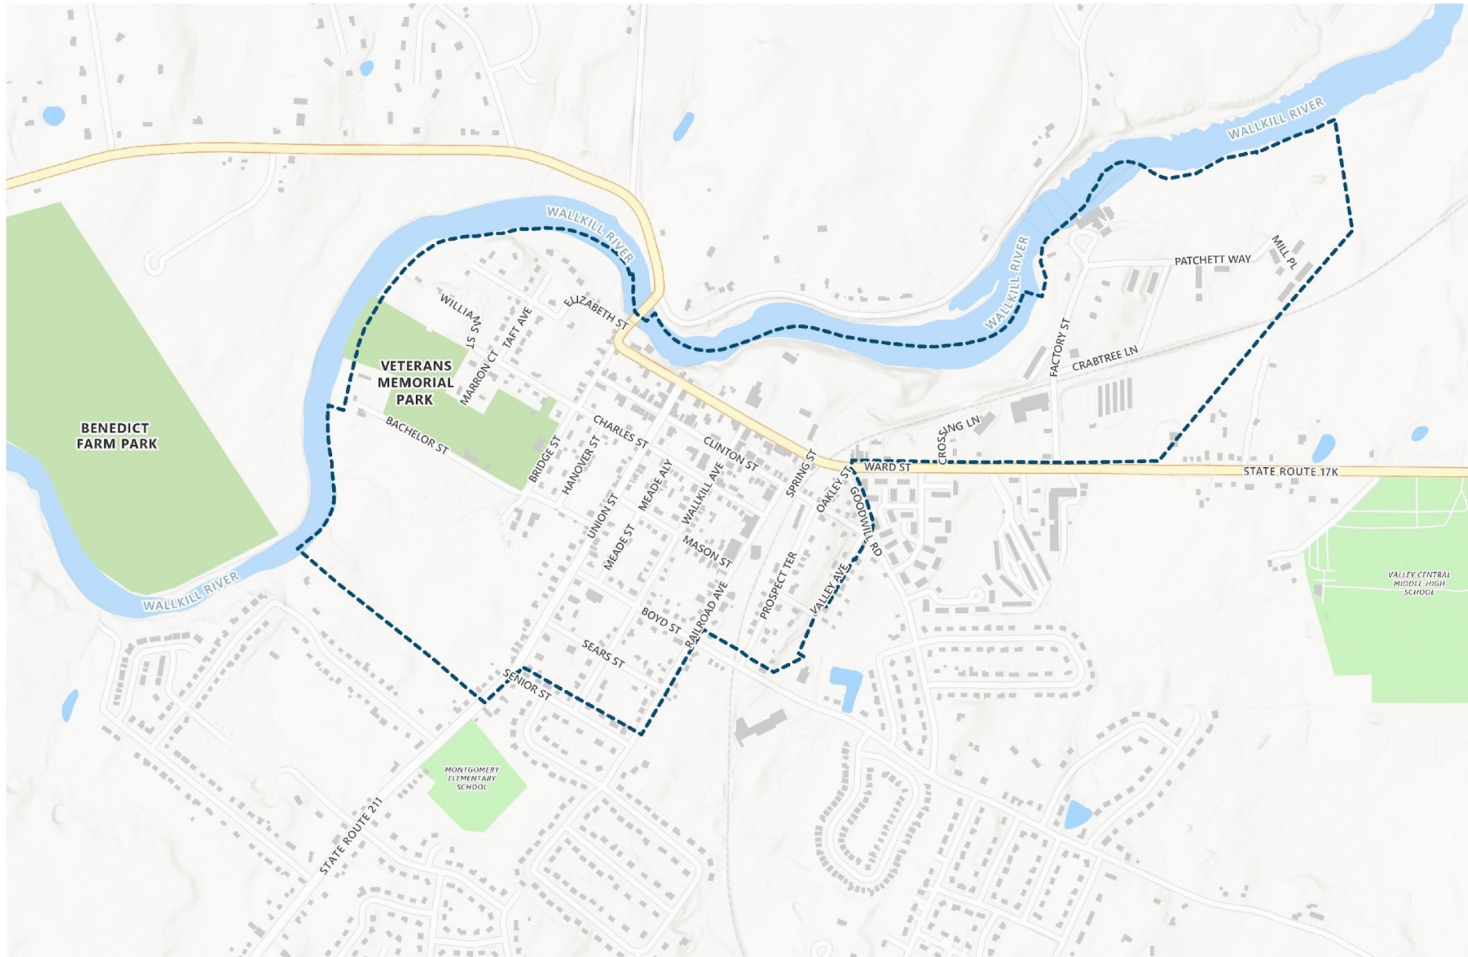 WALLKILL RIVER
WALLKILL RIVER
WALLKILL RIVER
PATCHETT WAY
MILL PL
WILLIAM
S ST
TAFT AVE
ELIZABETH ST
MARRON CT
VETERANS
MEMORIAL
PARK
FACTORY ST
CRABTREE LN
BENEDICT
FARM PARK
BACHELOR ST
CHARLES ST
CLINTON ST
CROSSING LN
BRIDGE ST
HANOVER ST
MEADE ALY
WALLKILL AVE
SPRING ST
OAKLEY ST
WARD ST
STATE ROUTE 17K
UNION ST
MEADE ST
MASON ST
GOODWILL RD
PROSPECT TER
VALLEY AVE
VALLEY CENTRAL
MIDDLE-HIGH
SCHOOL
WALLKILL RIVER
BOYD ST
RAILROAD AVE
SEARS ST
SENIOR ST
MONTGOMERY
ELEMENTARY
SCHOOL
STATE ROUTE 211